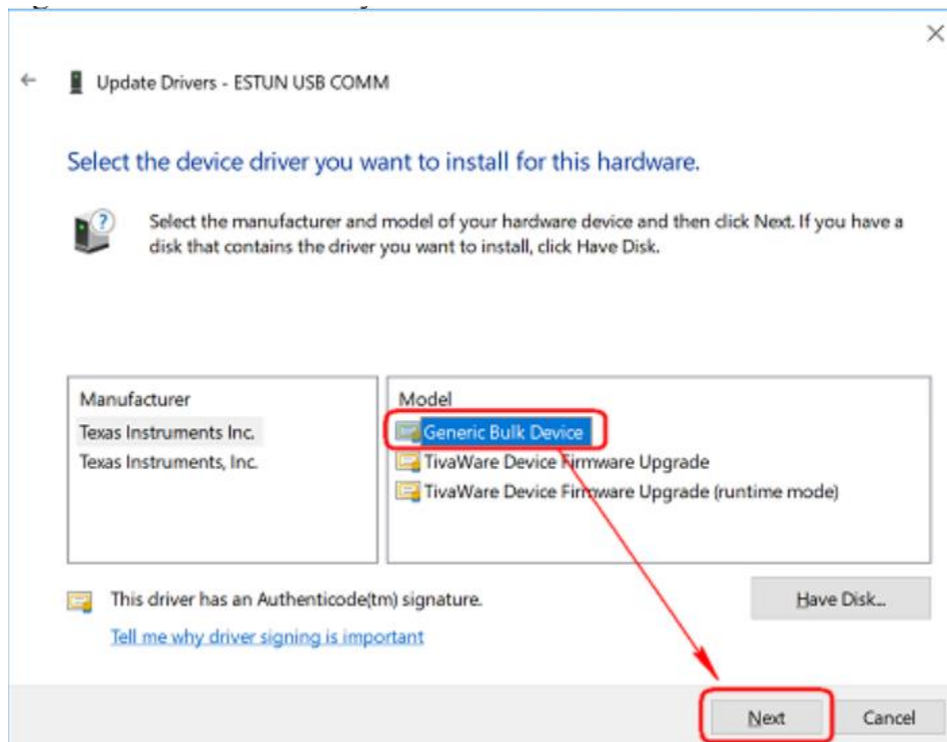 Update Drivers - ESTUN USB COMM
Select the device driver you want to install for this hardware.
Select the manufacturer and model of your hardware device and then click Next. If you have a
disk that contains the driver you want to install, click Have Disk.
Manufacturer
Texas Instruments Inc.
Texas Instruments, Inc.
Model
Generic Bulk Device
TivaWare Device Firmware Upgrade
TivaWare Device Firmware Upgrade (runtime mode)
This driver has an Authenticode(tm) signature.
Have Disk...
Tell me why driver signing is important
Next
Cancel